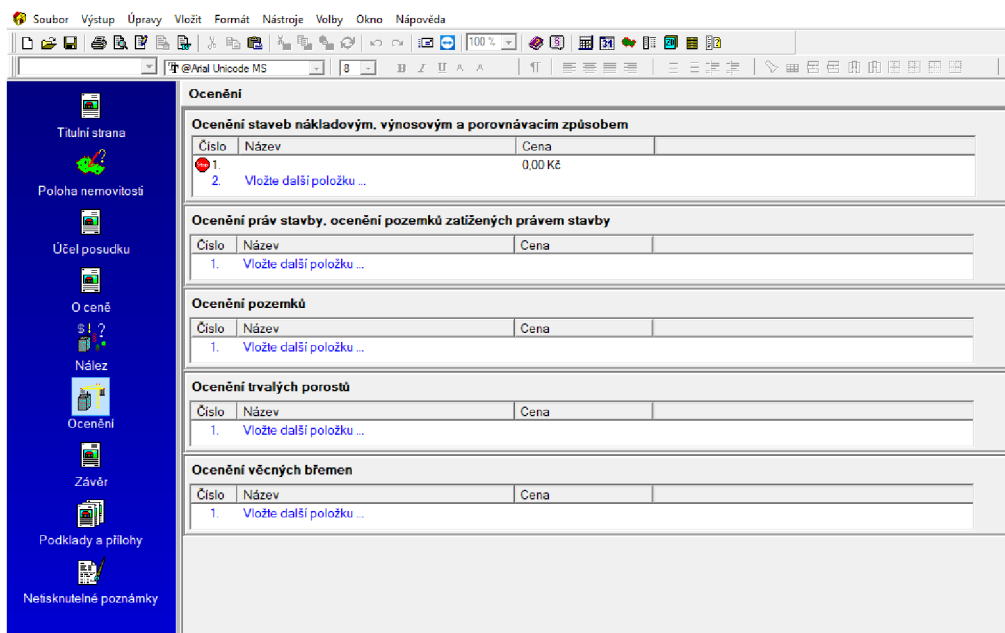 Soubor Výstup Úpravy Vložit Formát Nástroje Volby Okno Nápověda
100 %
@Arial Unicode MS 8 B I U A A
Ocenění
Titulní strana
Poloha nemovitosti
Účel posudku
O ceně
Nález
Ocenění
Závěr
Podklady a přílohy
Netisknutelné poznámky
Ocenění staveb nákladovým, výnosovým a porovnávacím způsobem
Číslo Název Cena
Stop 1. 0,00 Kč
2. Vložte další položku ...
Ocenění práv stavby, ocenění pozemků zatížených právem stavby
Číslo Název Cena
1. Vložte další položku ...
Ocenění pozemků
Číslo Název Cena
1. Vložte další položku ...
Ocenění trvalých porostů
Číslo Název Cena
1. Vložte další položku ...
Ocenění věcných břemen
Číslo Název Cena
1. Vložte další položku ...